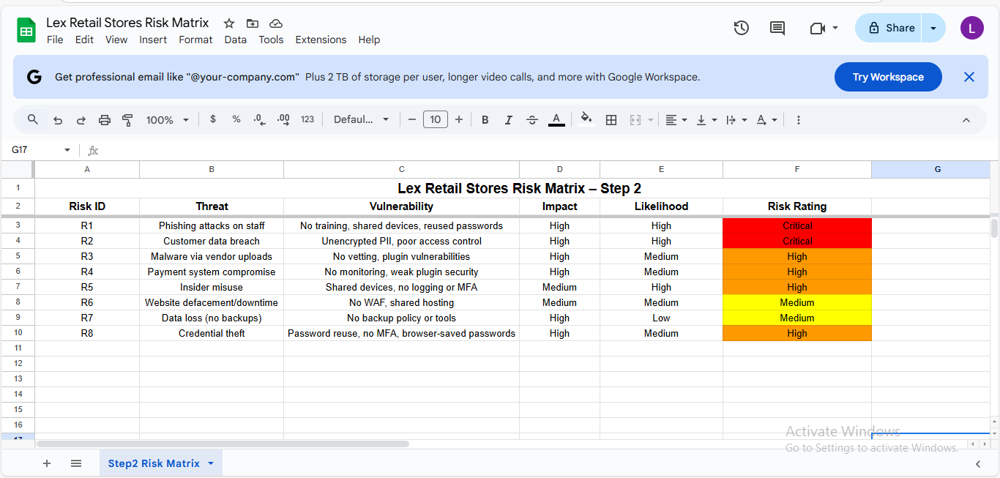 Lex Retail Stores Risk Matrix
File Edit View Insert Format Data Tools Extensions Help
Share
L
G Get professional email like "@your-company.com" Plus 2 TB of storage per user, longer video calls, and more with Google Workspace.
Try Workspace
100% $ % .0 .00 123 Defaul... − 10 + B I S A A
G17 fx
A B C D E F G
1 Lex Retail Stores Risk Matrix – Step 2
2 Risk ID Threat Vulnerability Impact Likelihood Risk Rating
3 R1 Phishing attacks on staff No training, shared devices, reused passwords High High Critical
4 R2 Customer data breach Unencrypted PII, poor access control High High Critical
5 R3 Malware via vendor uploads No vetting, plugin vulnerabilities High Medium High
6 R4 Payment system compromise No monitoring, weak plugin security High Medium High
7 R5 Insider misuse Shared devices, no logging or MFA Medium High High
8 R6 Website defacement/downtime No WAF, shared hosting Medium Medium Medium
9 R7 Data loss (no backups) No backup policy or tools High Low Medium
10 R8 Credential theft Password reuse, no MFA, browser-saved passwords High Medium High
11
12
13
14
15
16
17
Activate Windows
Go to Settings to activate Windows.
+ Step2 Risk Matrix